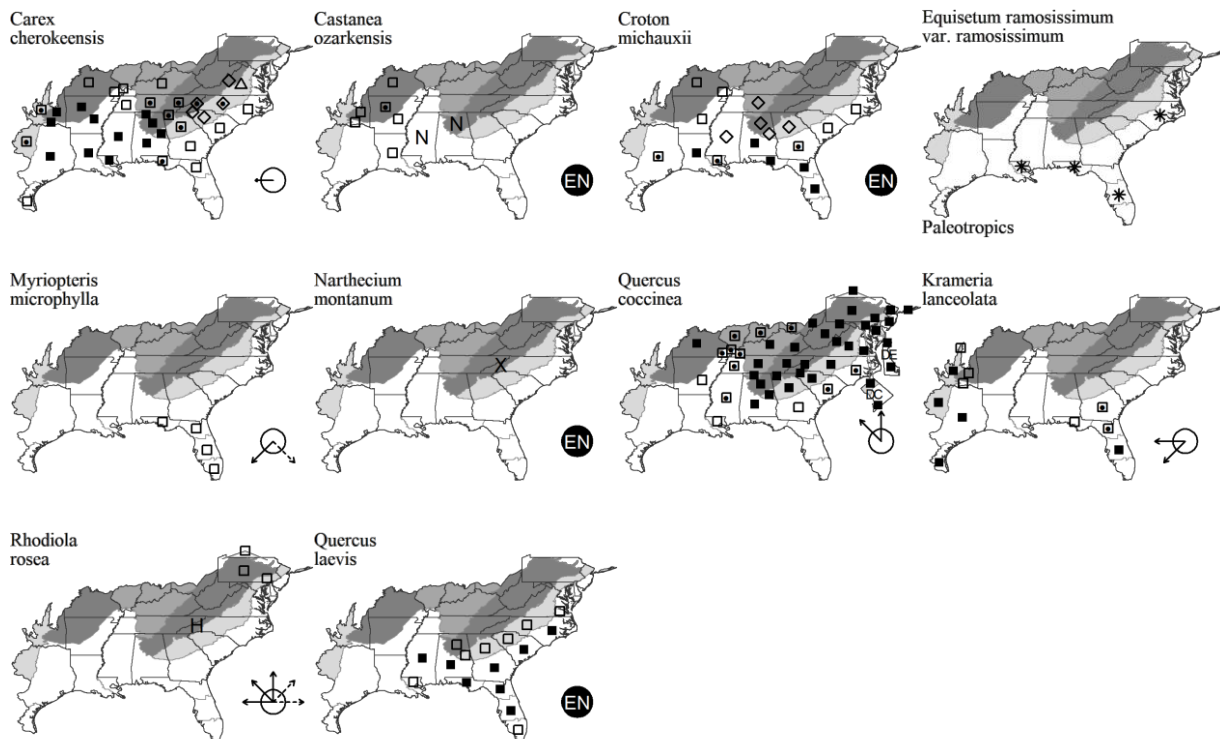 Carex
cherokeensis
Castanea
ozarkensis
Croton
michauxii
Equisetum ramosissimum
var. ramosissimum
N N
EN
EN
Paleotropics
Myriopteris
microphylla
Narthecium
montanum
Quercus
coccinea
Krameria
lanceolata
X
DE
DC
EN
Rhodiola
rosea
Quercus
laevis
H
EN